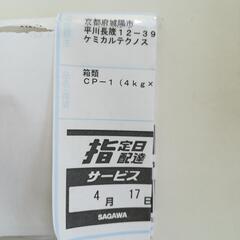 京都府城陽市
平川長筬12-39
ケミカルテクノス
箱類
CP-1(4kg×
指定日
配達
サービス
4月17日
SAGAWA